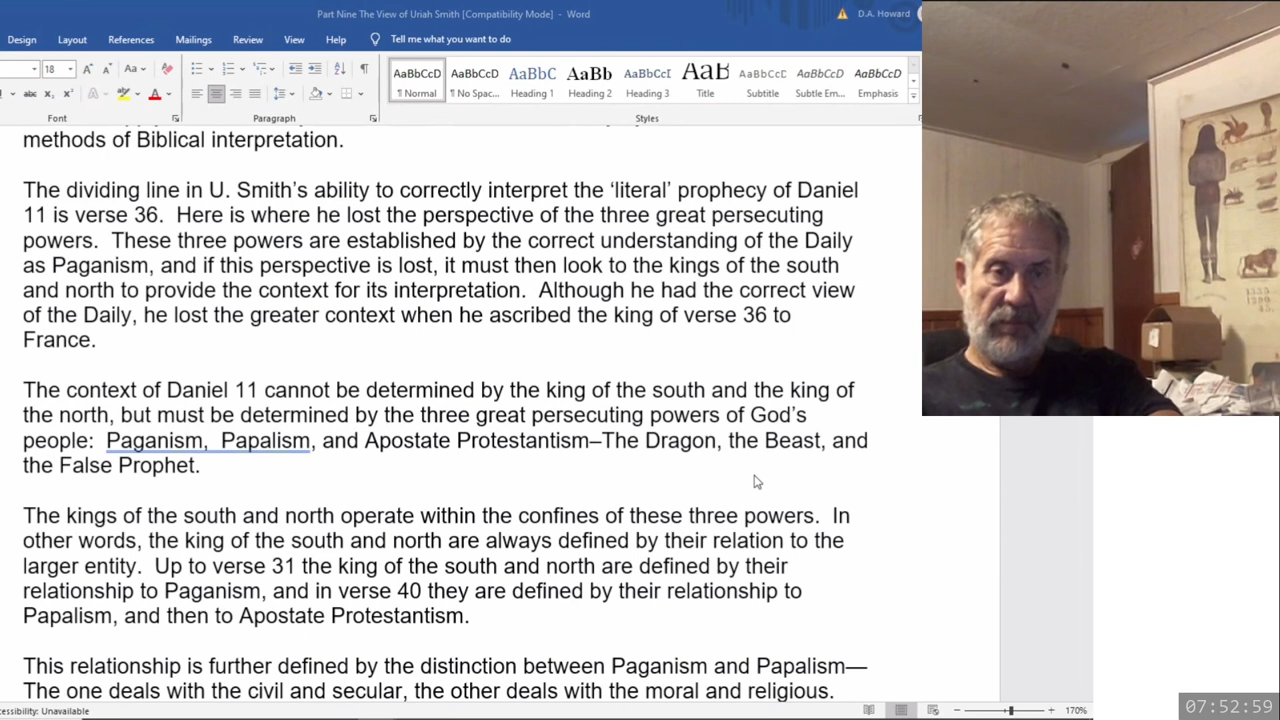 Part Nine The View of Uriah Smith [Compatibility Mode] - Word
D.A. Howard
Design Layout References Mailings Review View Help Tell me what you want to do
18
Aa
AaBbCcD AaBbCcD AaBbC AaBb AaBbCcI AaB AaBbCcD AaBbCcD AaBbCcD
¶ Normal ¶ No Spac... Heading 1 Heading 2 Heading 3 Title Subtitle Subtle Em... Emphasis
Font Paragraph Styles
methods of Biblical interpretation.
The dividing line in U. Smith’s ability to correctly interpret the ‘literal’ prophecy of Daniel
11 is verse 36. Here is where he lost the perspective of the three great persecuting
powers. These three powers are established by the correct understanding of the Daily
as Paganism, and if this perspective is lost, it must then look to the kings of the south
and north to provide the context for its interpretation. Although he had the correct view
of the Daily, he lost the greater context when he ascribed the king of verse 36 to
France.
The context of Daniel 11 cannot be determined by the king of the south and the king of
the north, but must be determined by the three great persecuting powers of God’s
people: Paganism, Papalism, and Apostate Protestantism–The Dragon, the Beast, and
the False Prophet.
The kings of the south and north operate within the confines of these three powers. In
other words, the king of the south and north are always defined by their relation to the
larger entity. Up to verse 31 the king of the south and north are defined by their
relationship to Paganism, and in verse 40 they are defined by their relationship to
Papalism, and then to Apostate Protestantism.
This relationship is further defined by the distinction between Paganism and Papalism—
The one deals with the civil and secular, the other deals with the moral and religious.
cessibility: Unavailable
170%
07:52:59